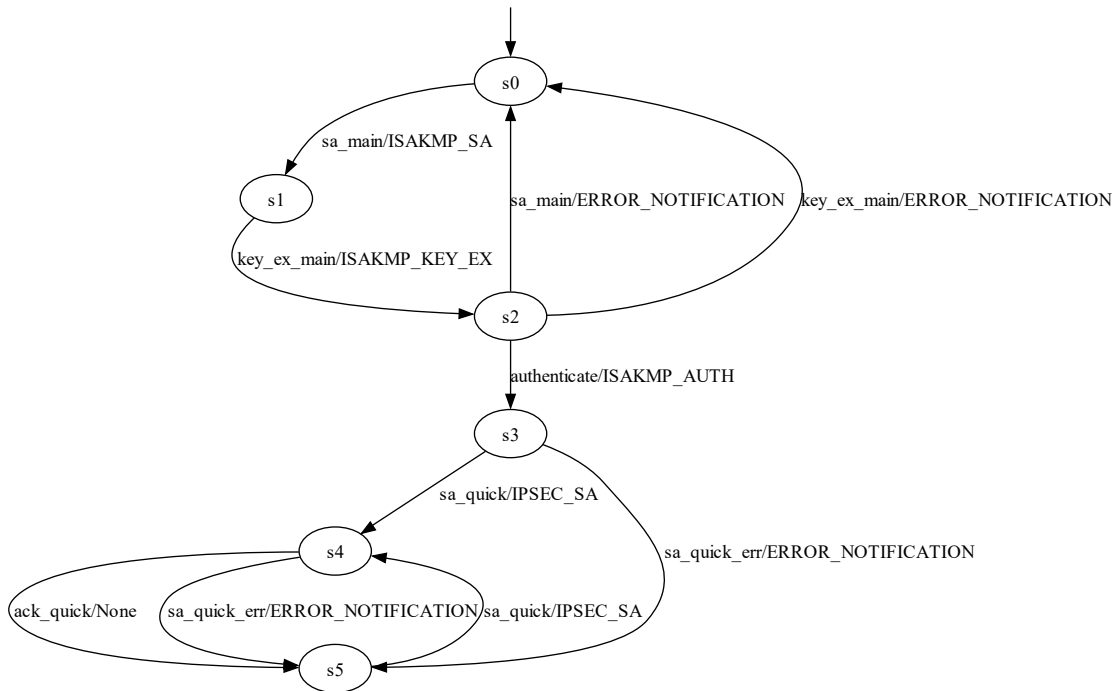 s0
sa_main/ISAKMP_SA
s1
sa_main/ERROR_NOTIFICATION
key_ex_main/ERROR_NOTIFICATION
key_ex_main/ISAKMP_KEY_EX
s2
authenticate/ISAKMP_AUTH
s3
sa_quick/IPSEC_SA
s4
sa_quick_err/ERROR_NOTIFICATION
ack_quick/None
sa_quick_err/ERROR_NOTIFICATION
sa_quick/IPSEC_SA
s5